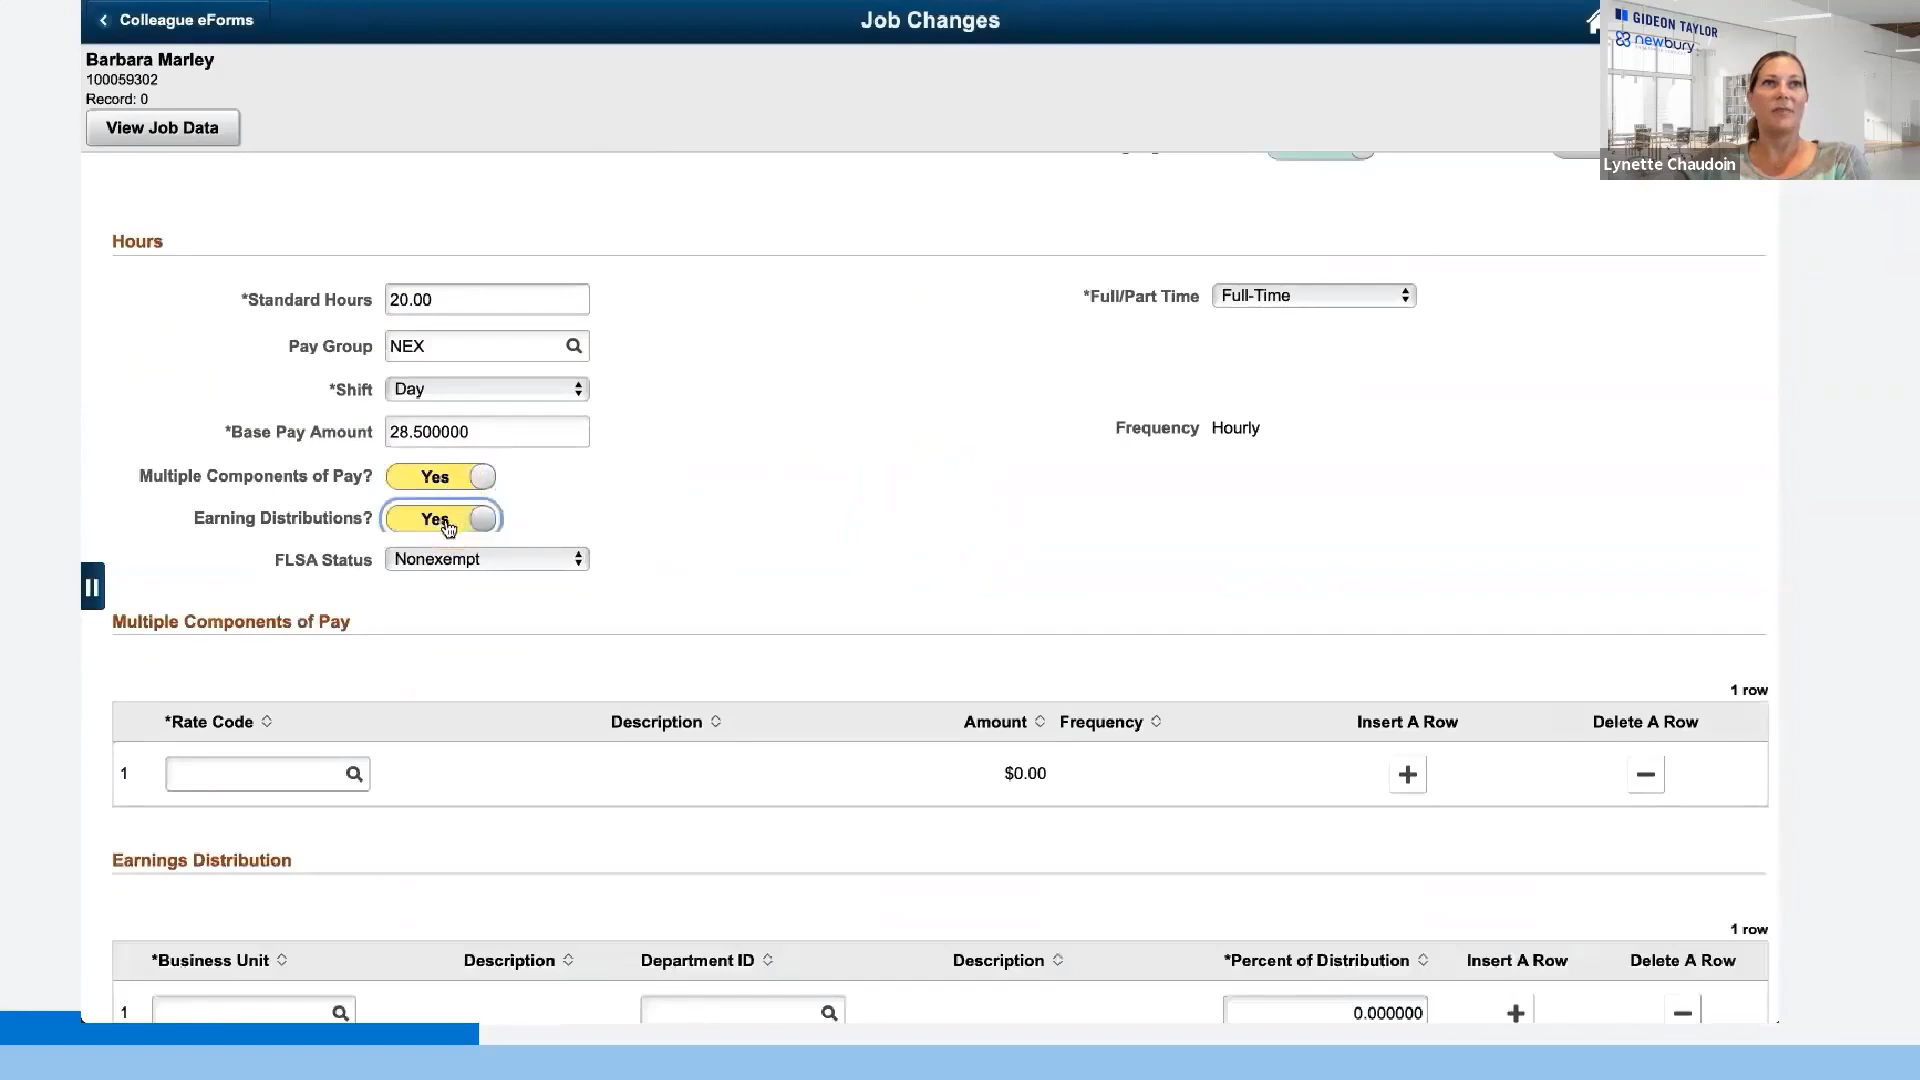 Colleague eForms
Job Changes
GIDEON TAYLOR
newbury
Lynette Chaudoin
Barbara Marley
100059302
Record: 0
View Job Data
Hours
*Standard Hours 20.00
*Full/Part Time Full-Time
Pay Group NEX
*Shift Day
*Base Pay Amount 28.500000
Frequency Hourly
Multiple Components of Pay? Yes
Earning Distributions? Yes
FLSA Status Nonexempt
Multiple Components of Pay
1 row
*Rate Code Description Amount Frequency Insert A Row Delete A Row
1 $0.00
Earnings Distribution
1 row
*Business Unit Description Department ID Description *Percent of Distribution Insert A Row Delete A Row
1 0.000000